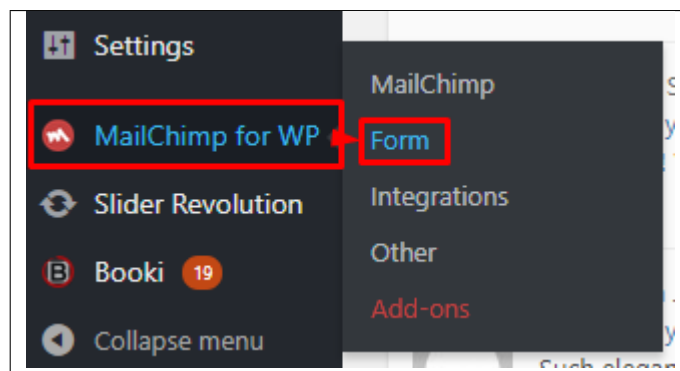 Settings
MailChimp for WP
Slider Revolution
Booki 19
Collapse menu
MailChimp
Form
Integrations
Other
Add-ons